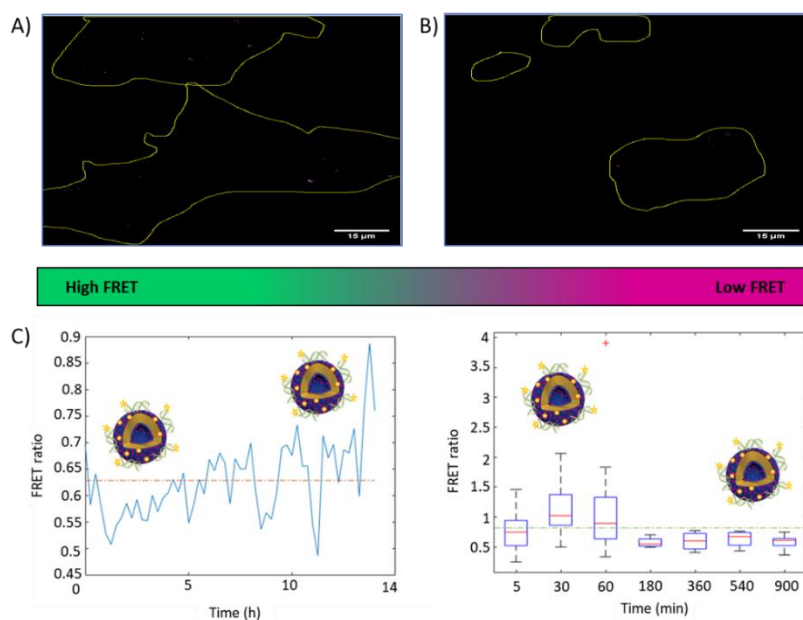 A)
B)
15 µm
15 µm
High FRET
Low FRET
C)
0.9
0.85
0.8
0.75
0.7
0.65
0.6
0.55
0.5
0.45
FRET ratio
0
5
10
14
Time (h)
4
3.5
3
2.5
2
1.5
1
0.5
FRET ratio
5
30
60
180
360
540
900
Time (min)